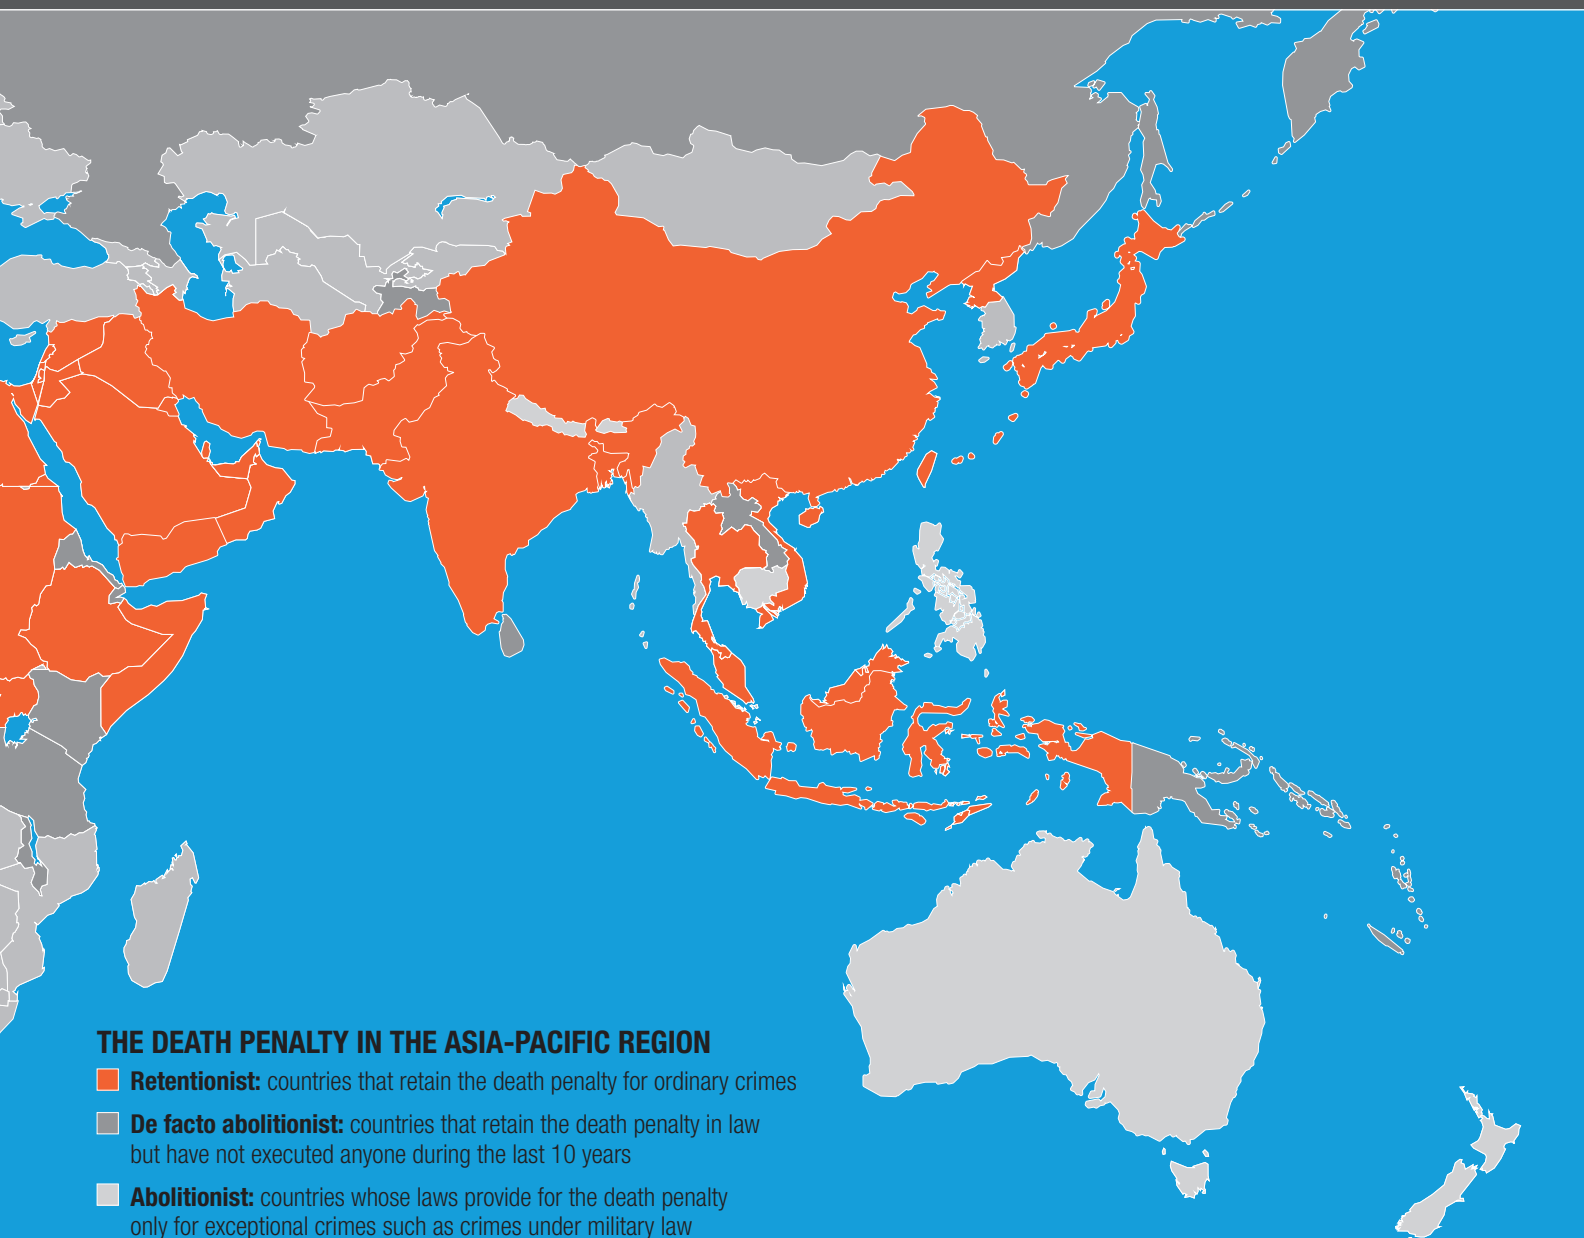 THE DEATH PENALTY IN THE ASIA-PACIFIC REGION
Retentionist: countries that retain the death penalty for ordinary crimes
De facto abolitionist: countries that retain the death penalty in law
but have not executed anyone during the last 10 years
Abolitionist: countries whose laws provide for the death penalty
only for exceptional crimes such as crimes under military law